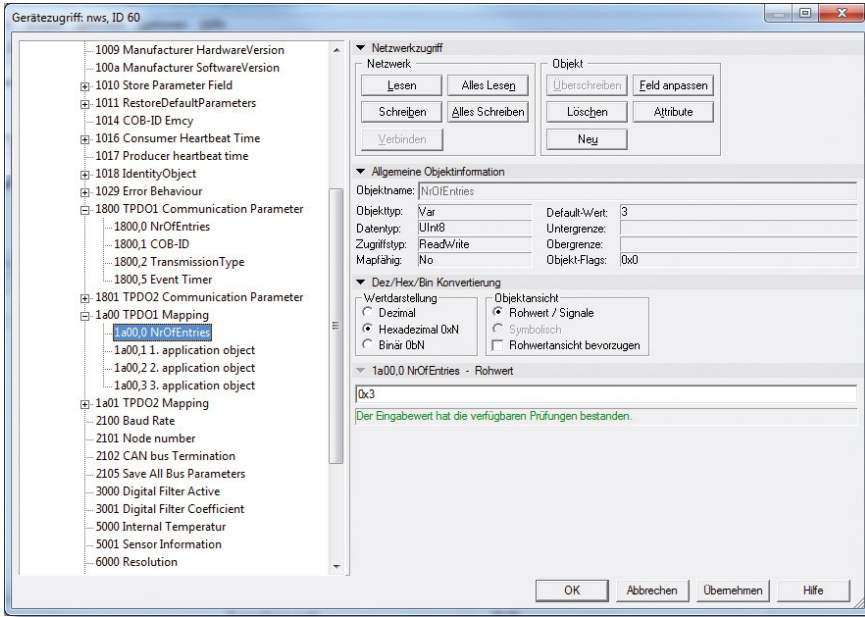 Gerätezugriff: nws, ID 60
1009 Manufacturer HardwareVersion
100a Manufacturer SoftwareVersion
1010 Store Parameter Field
1011 RestoreDefaultParameters
1014 COB-ID Emcy
1016 Consumer Heartbeat Time
1017 Producer heartbeat time
1018 IdentityObject
1029 Error Behaviour
1800 TPDO1 Communication Parameter
1800,0 NrOfEntries
1800,1 COB-ID
1800,2 TransmissionType
1800,5 Event Timer
1801 TPDO2 Communication Parameter
1a00 TPDO1 Mapping
1a00,0 NrOfEntries
1a00,1 1. application object
1a00,2 2. application object
1a00,3 3. application object
1a01 TPDO2 Mapping
2100 Baud Rate
2101 Node number
2102 CAN bus Termination
2105 Save All Bus Parameters
3000 Digital Filter Active
3001 Digital Filter Coefficient
5000 Internal Temperatur
5001 Sensor Information
6000 Resolution
Netzwerkzugriff
Netzwerk
Lesen Alles Lesen
Schreiben Alles Schreiben
Verbinden
Objekt
Überschreiben Feld anpassen
Löschen Attribute
Neu
Allgemeine Objektinformation
Objektname: NrOfEntries
Objekttyp: Var Default-Wert: 3
Datentyp: UInt8 Untergrenze:
Zugriffstyp: ReadWrite Obergrenze:
Mapfähig: No Objekt-Flags: 0x0
Dez/Hex/Bin Konvertierung
Wertdarstellung
Dezimal
Hexadezimal 0xN
Binär 0bN
Objektansicht
Rohwert / Signale
Symbolisch
Rohwertansicht bevorzugen
1a00,0 NrOfEntries - Rohwert
0x3
Der Eingabewert hat die verfügbaren Prüfungen bestanden.
OK Abbrechen Übernehmen Hilfe